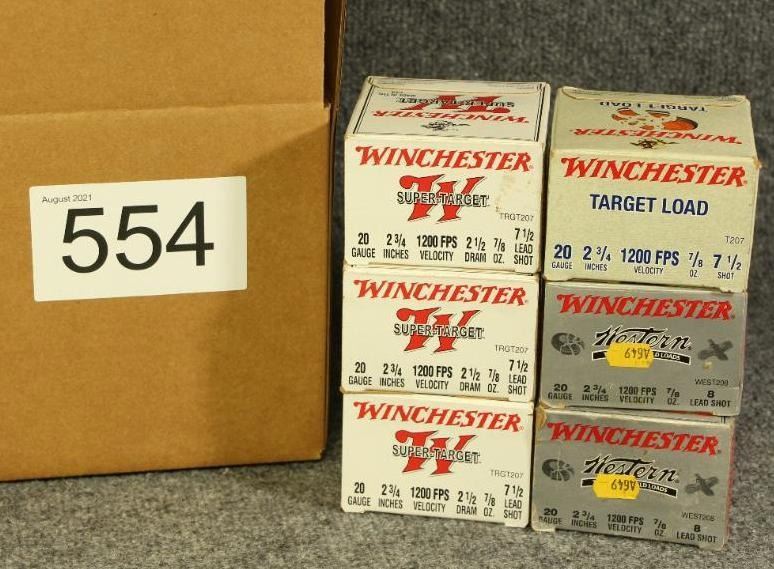 August 2021
554
WINCHESTER
SUPER-TARGET
WINCHESTER
SUPER-TARGET
TRGT207
20 GAUGE 2 3/4 INCHES 1200 FPS VELOCITY 2 1/2 DRAM 7/8 OZ. 7 1/2 LEAD SHOT
WINCHESTER
SUPER-TARGET
TRGT207
20 GAUGE 2 3/4 INCHES 1200 FPS VELOCITY 2 1/2 DRAM 7/8 OZ. 7 1/2 LEAD SHOT
WINCHESTER
SUPER-TARGET
TRGT207
20 GAUGE 2 3/4 INCHES 1200 FPS VELOCITY 2 1/2 DRAM 7/8 OZ. 7 1/2 LEAD SHOT
TARGET LOAD
WINCHESTER
WINCHESTER
TARGET LOAD
T207
20 GAUGE 2 3/4 INCHES 1200 FPS VELOCITY 7/8 OZ. 7 1/2 SHOT
WINCHESTER
Western
LD LOADS
A649
WEST208
20 GAUGE 2 3/4 INCHES 1200 FPS VELOCITY 7/8 OZ. 8 LEAD SHOT
WINCHESTER
Western
LD LOADS
A649
WEST208
20 GAUGE 2 3/4 INCHES 1200 FPS VELOCITY 7/8 OZ. 8 LEAD SHOT